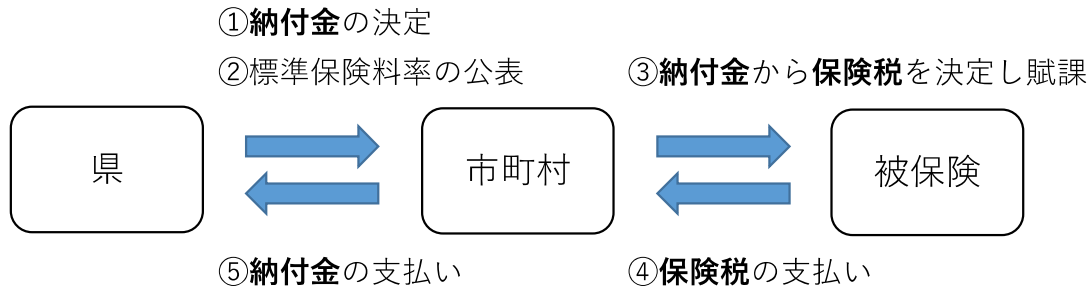 ①納付金の決定
②標準保険料率の公表
③納付金から保険税を決定し賦課
県
市町村
被保険
⑤納付金の支払い
④保険税の支払い